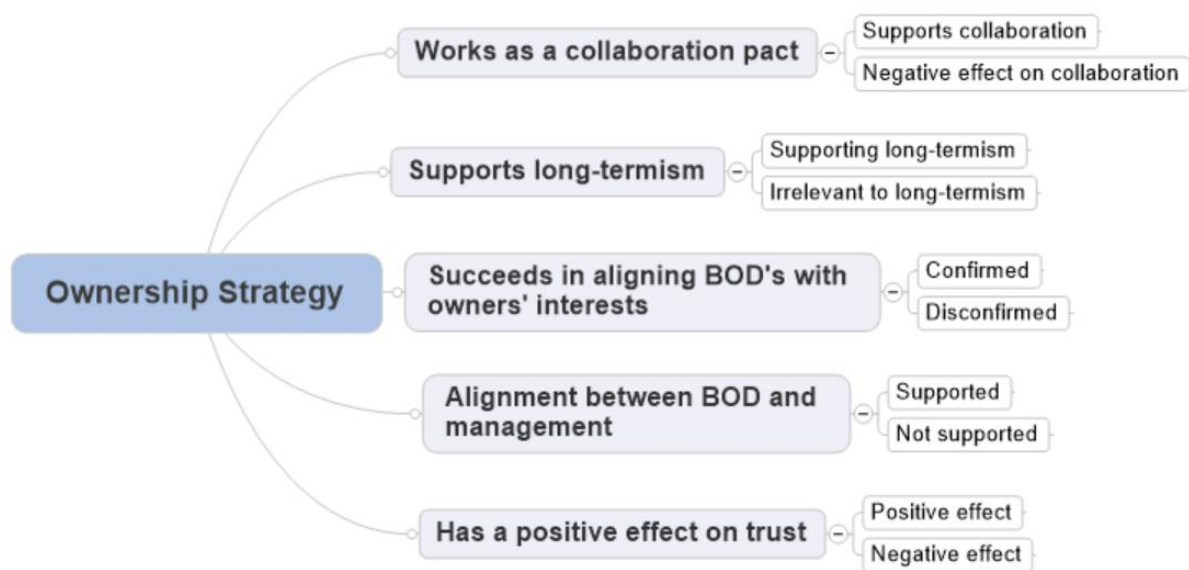 Works as a collaboration pact
Supports collaboration
Negative effect on collaboration
Supports long-termism
Supporting long-termism
Irrelevant to long-termism
Ownership Strategy
Succeeds in aligning BOD's with
owners' interests
Confirmed
Disconfirmed
Alignment between BOD and
management
Supported
Not supported
Has a positive effect on trust
Positive effect
Negative effect